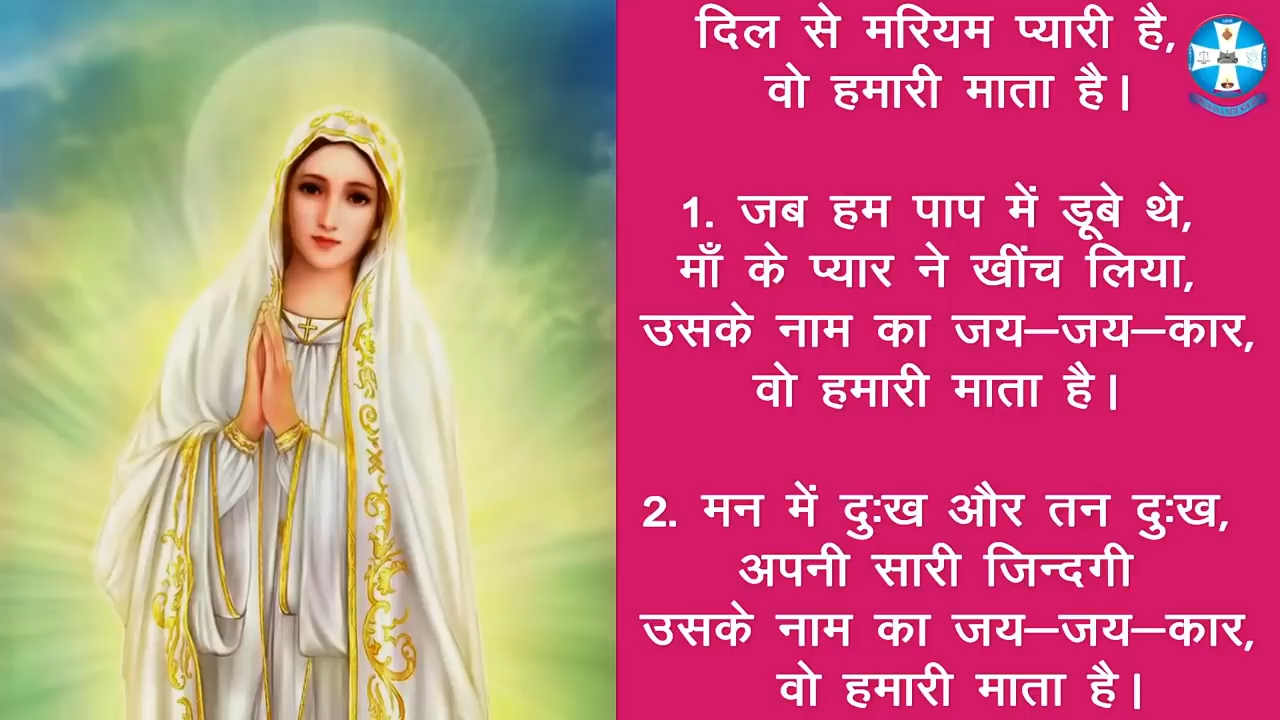 दिल से मरियम प्यारी है,
वो हमारी माता है।
1. जब हम पाप में डूबे थे,
माँ के प्यार ने खींच लिया,
उसके नाम का जय–जय–कार,
वो हमारी माता है।
2. मन में दुःख और तन दुःख,
अपनी सारी जिन्दगी
उसके नाम का जय–जय–कार,
वो हमारी माता है।